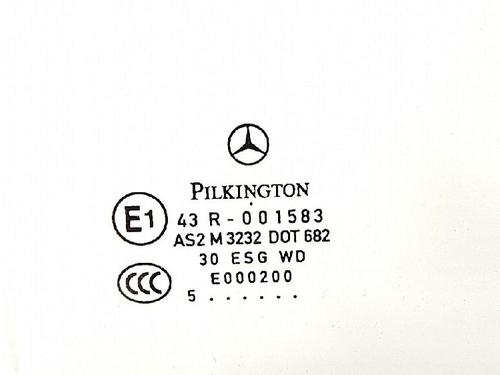 PILKINGTON
E1 43 R - 001583
AS2 M 3232 DOT 682
30 ESG WD
CCC E000200
5 . . . . . .